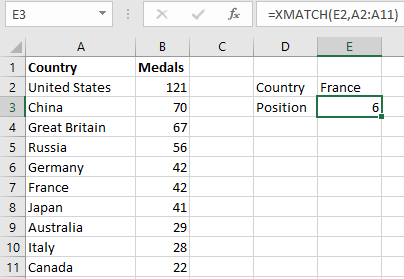 E3 fx =XMATCH(E2,A2:A11)
A B C D E
1 Country Medals
2 United States 121 Country France
3 China 70 Position 6
4 Great Britain 67
5 Russia 56
6 Germany 42
7 France 42
8 Japan 41
9 Australia 29
10 Italy 28
11 Canada 22